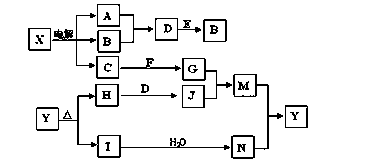 A
X 电解 B D E B
C F G
M
Y △ H D J Y
I H₂O N